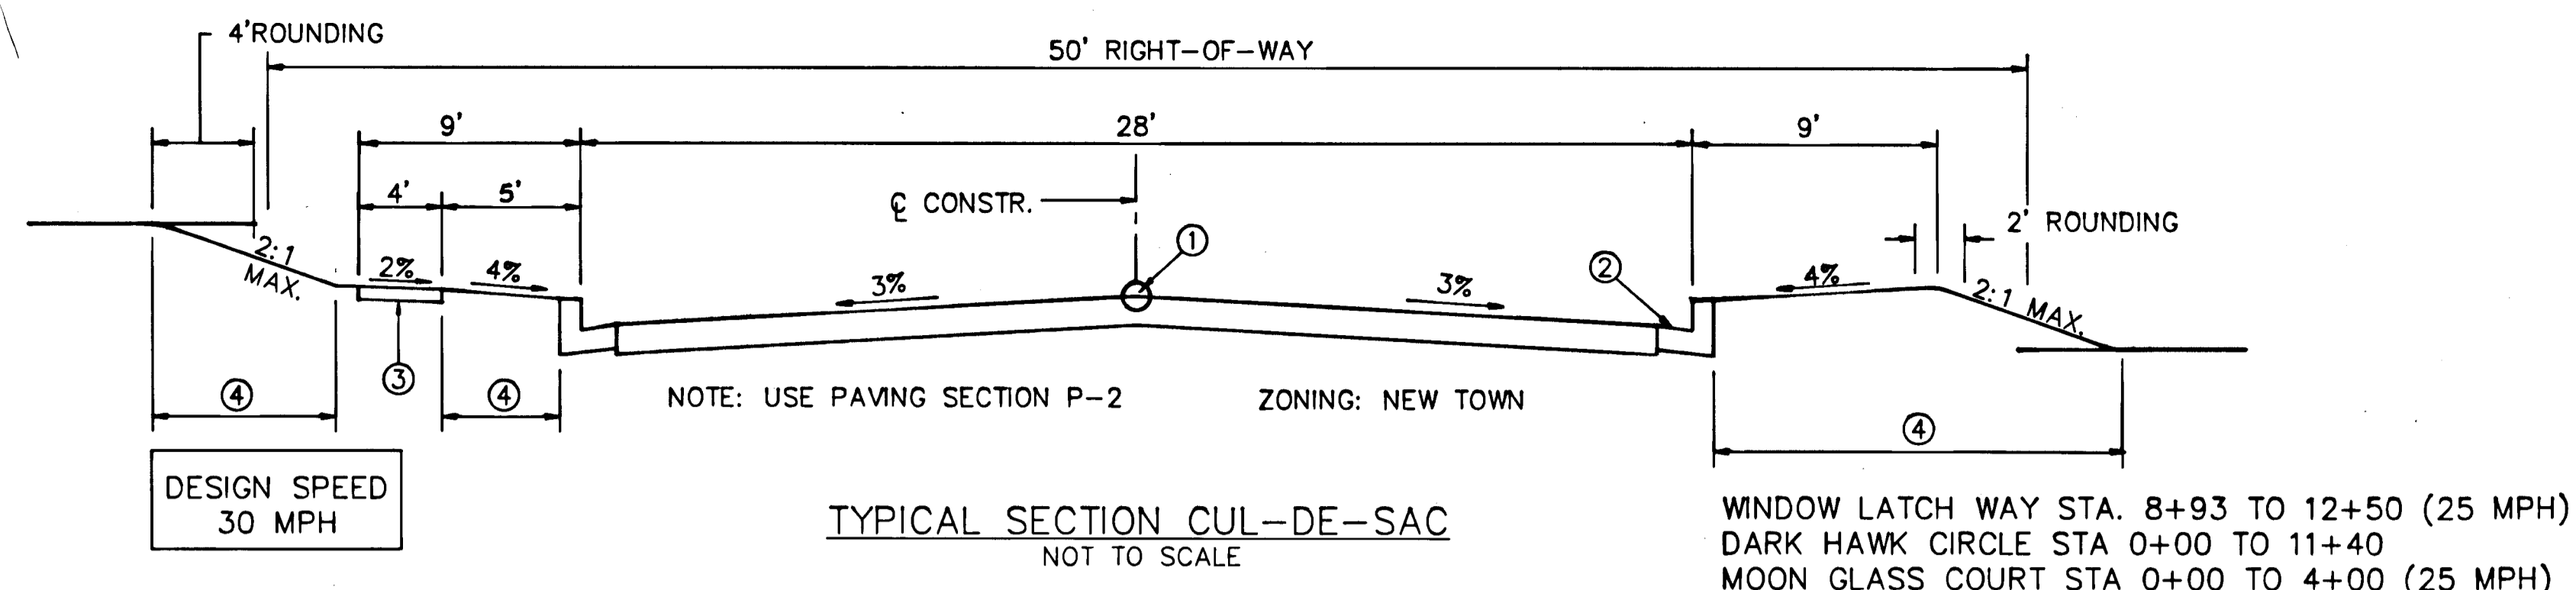 4'ROUNDING
50' RIGHT-OF-WAY
9'
28'
9'
4'
5'
℄ CONSTR.
2' ROUNDING
1
2
2:1
MAX.
2%
4%
3%
3%
4%
2:1 MAX.
3
4
4
NOTE: USE PAVING SECTION P-2
ZONING: NEW TOWN
4
DESIGN SPEED
30 MPH
TYPICAL SECTION CUL-DE-SAC
NOT TO SCALE
WINDOW LATCH WAY STA. 8+93 TO 12+50 (25 MPH)
DARK HAWK CIRCLE STA 0+00 TO 11+40
MOON GLASS COURT STA 0+00 TO 4+00 (25 MPH)